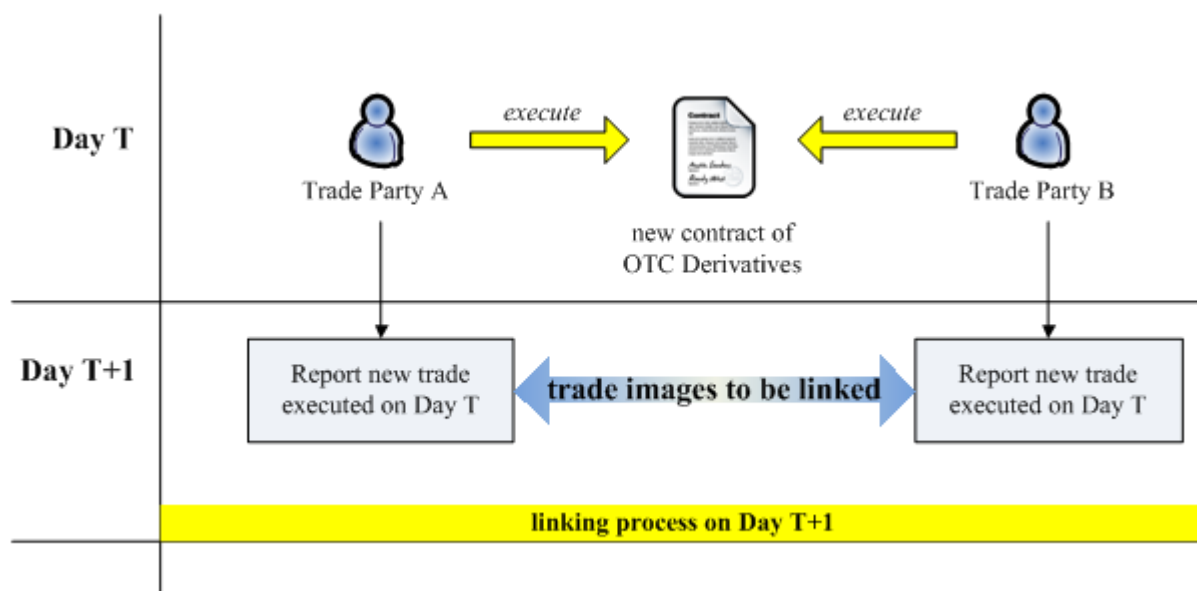 Day T
execute
execute
Contract
Trade Party A
Trade Party B
new contract of
OTC Derivatives
Day T+1
Report new trade
executed on Day T
trade images to be linked
Report new trade
executed on Day T
linking process on Day T+1